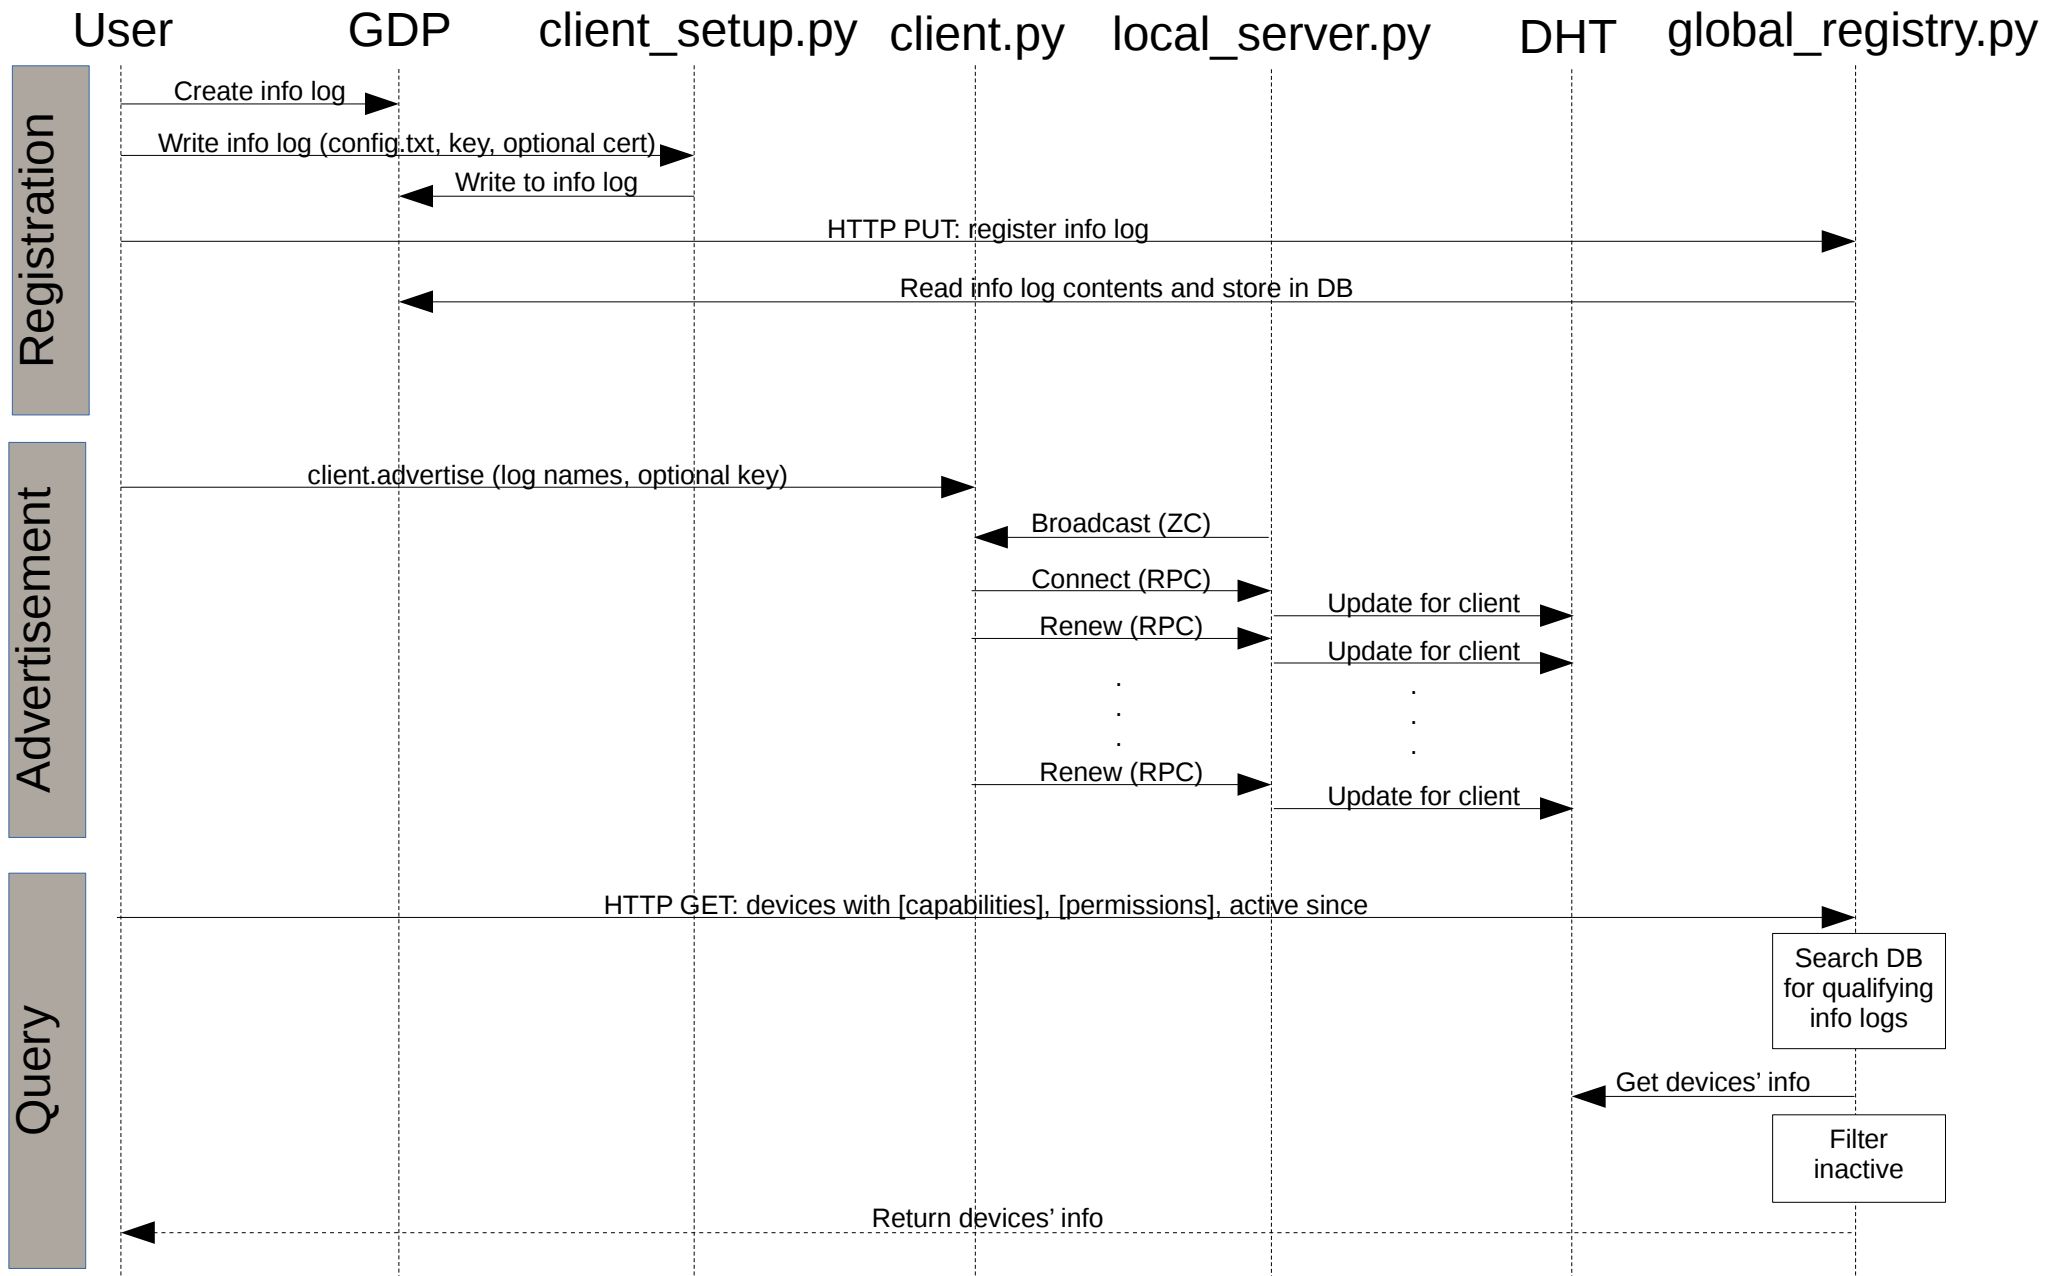 User
GDP
client_setup.py
client.py
local_server.py
DHT
global_registry.py
Registration
Create info log
Write info log (config.txt, key, optional cert)
Write to info log
HTTP PUT: register info log
Read info log contents and store in DB
Advertisement
client.advertise (log names, optional key)
Broadcast (ZC)
Connect (RPC)
Update for client
Renew (RPC)
Update for client
.
.
.
.
.
.
Renew (RPC)
Update for client
Query
HTTP GET: devices with [capabilities], [permissions], active since
Search DB
for qualifying
info logs
Get devices’ info
Filter
inactive
Return devices’ info